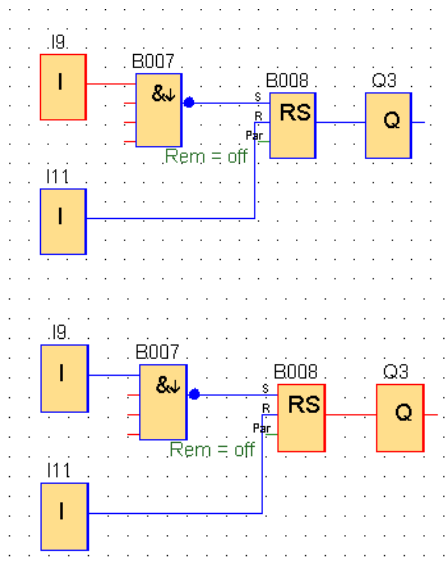 I9.
B007
I
&↓
B008
Q3
S
R
Par
RS
Q
Rem = off
I11
I
I9.
B007
I
&↓
B008
Q3
S
R
Par
RS
Q
Rem = off
I11
I